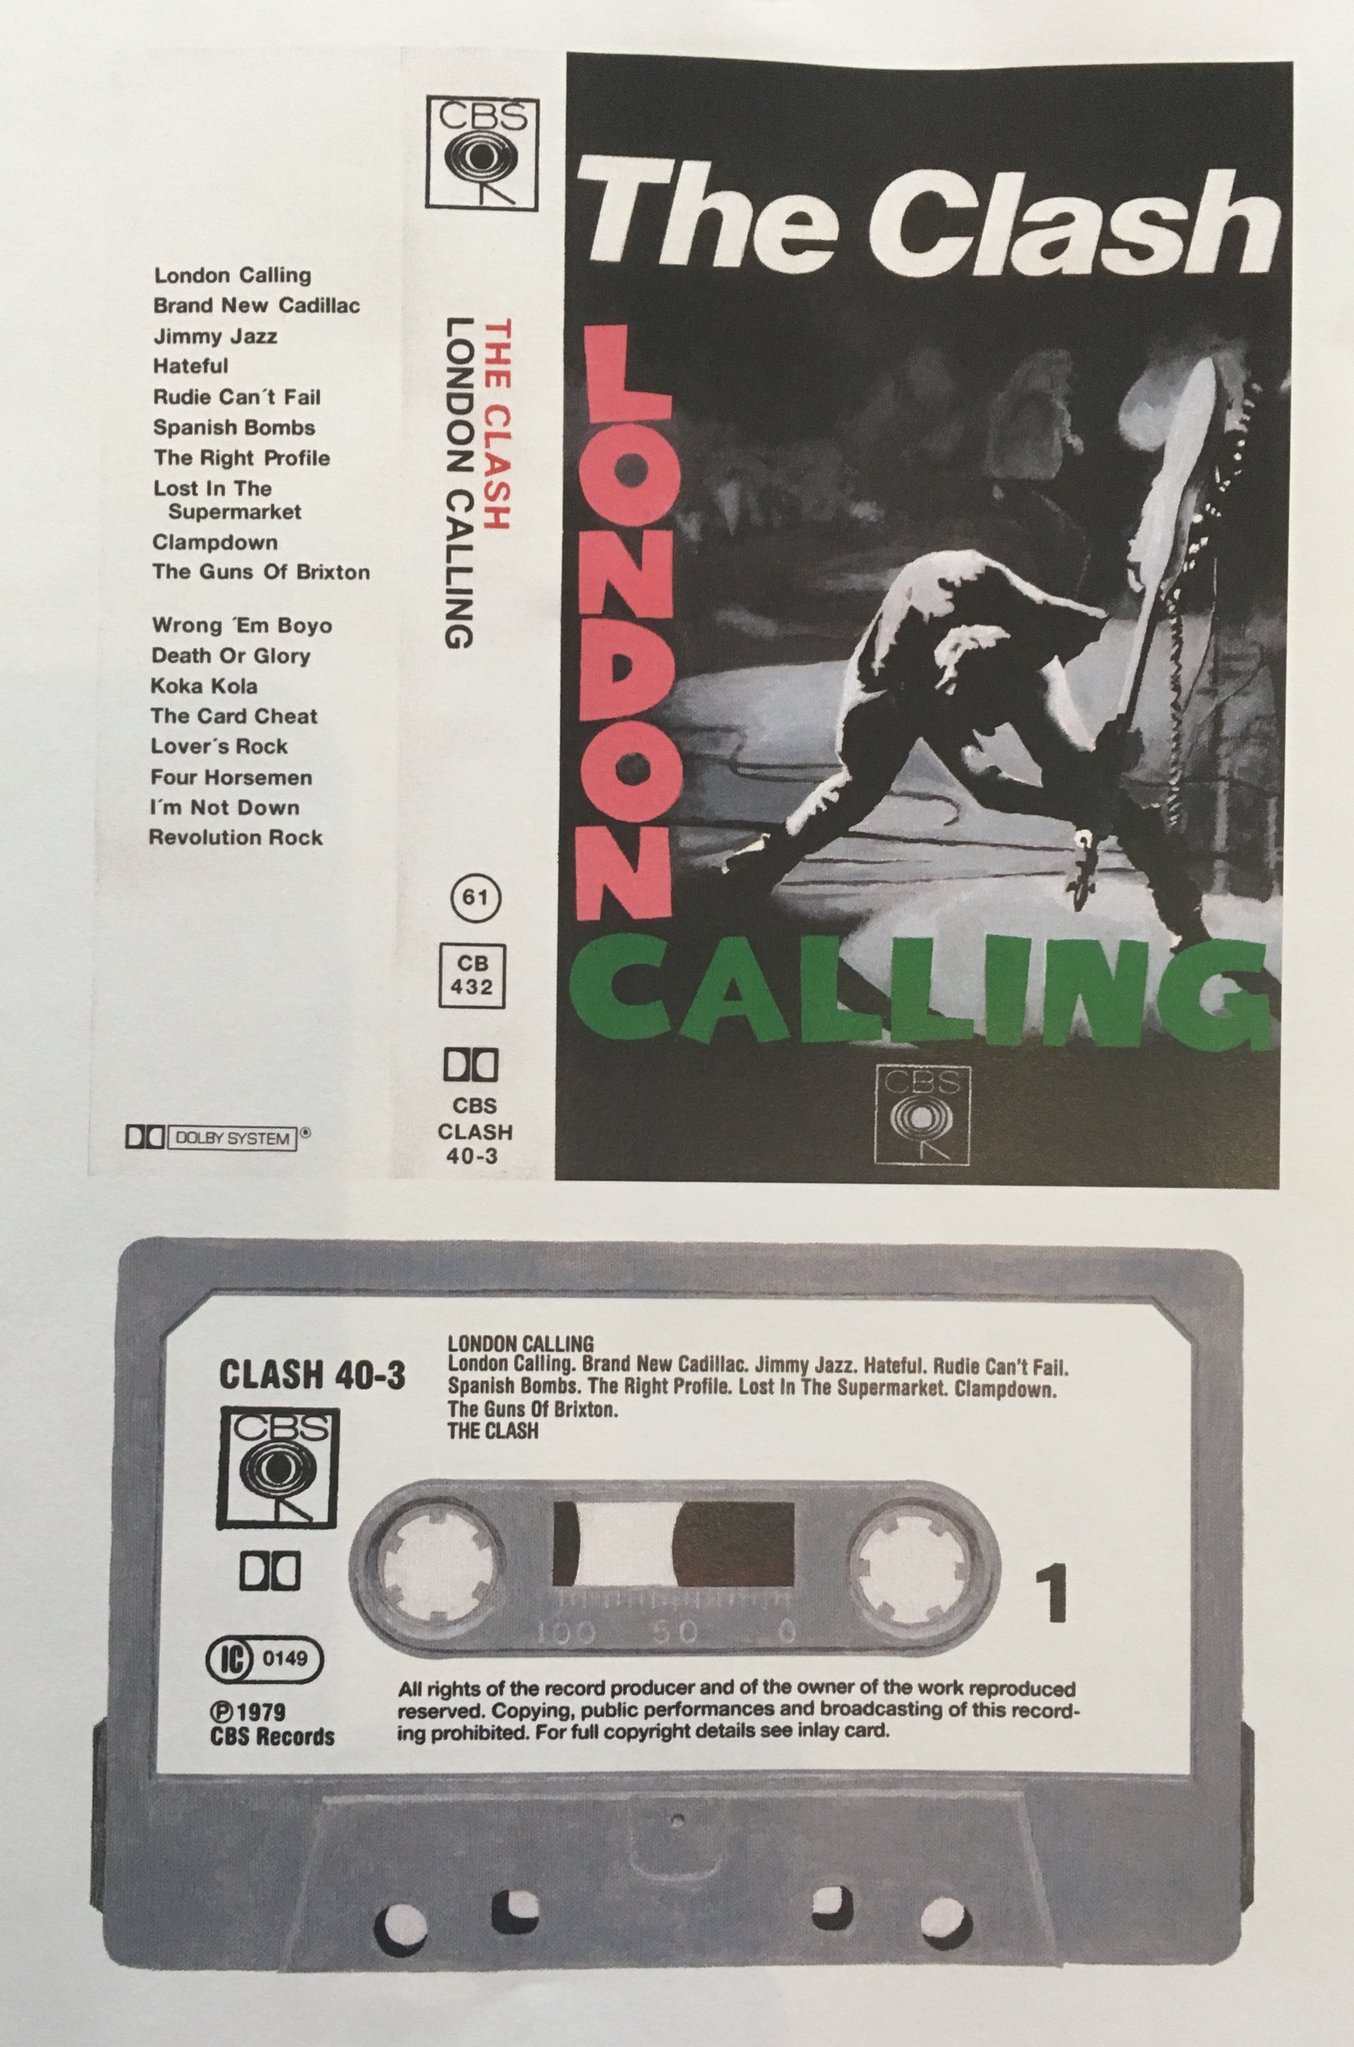 London Calling
Brand New Cadillac
Jimmy Jazz
Hateful
Rudie Can´t Fail
Spanish Bombs
The Right Profile
Lost In The
Supermarket
Clampdown
The Guns Of Brixton
Wrong ´Em Boyo
Death Or Glory
Koka Kola
The Card Cheat
Lover´s Rock
Four Horsemen
I´m Not Down
Revolution Rock
DOLBY SYSTEM®
CBS
THE CLASH
LONDON CALLING
61
CB
432
CBS
CLASH
40-3
The Clash
LONDON
CALLING
CBS
CLASH 40-3
CBS
IC 0149
℗ 1979
CBS Records
LONDON CALLING
London Calling. Brand New Cadillac. Jimmy Jazz. Hateful. Rudie Can't Fail.
Spanish Bombs. The Right Profile. Lost In The Supermarket. Clampdown.
The Guns Of Brixton.
THE CLASH
100 50 0
1
All rights of the record producer and of the owner of the work reproduced
reserved. Copying, public performances and broadcasting of this record-
ing prohibited. For full copyright details see inlay card.